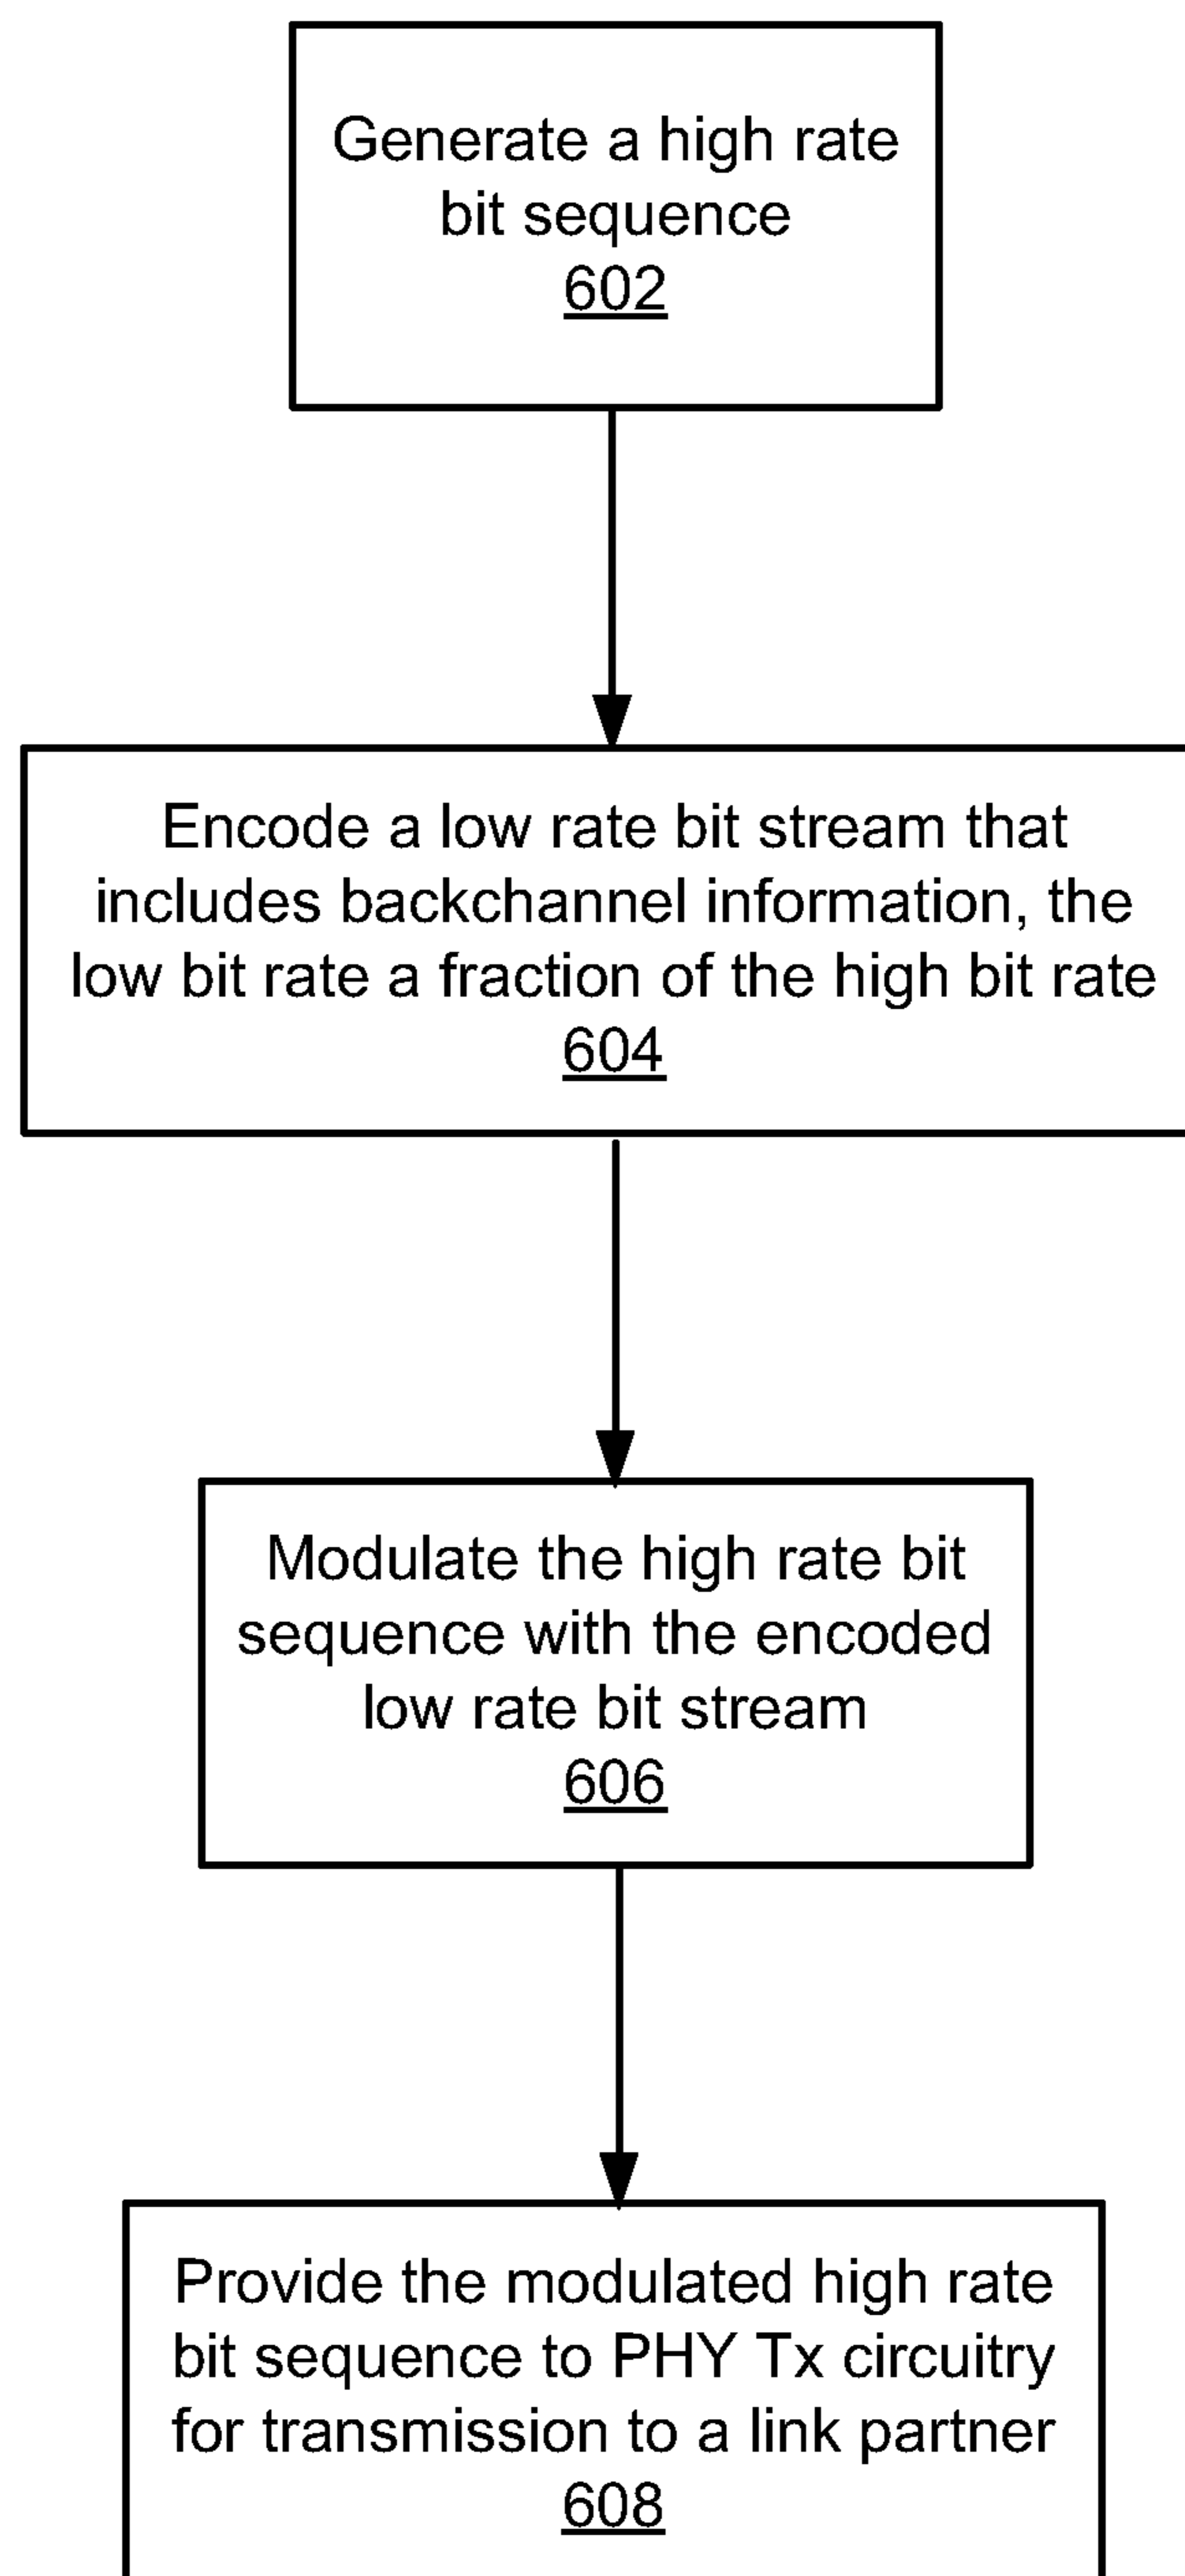 Generate a high rate
bit sequence
602
Encode a low rate bit stream that
includes backchannel information, the
low bit rate a fraction of the high bit rate
604
Modulate the high rate bit
sequence with the encoded
low rate bit stream
606
Provide the modulated high rate
bit sequence to PHY Tx circuitry
for transmission to a link partner
608